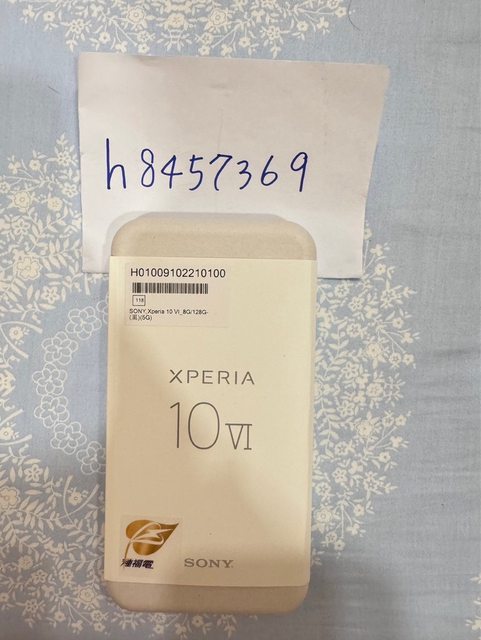 h8457369
H01009102210100
118
SONY Xperia 10 VI_8G/128G-
(黑)(5G)
XPERIA
10 VI
SONY